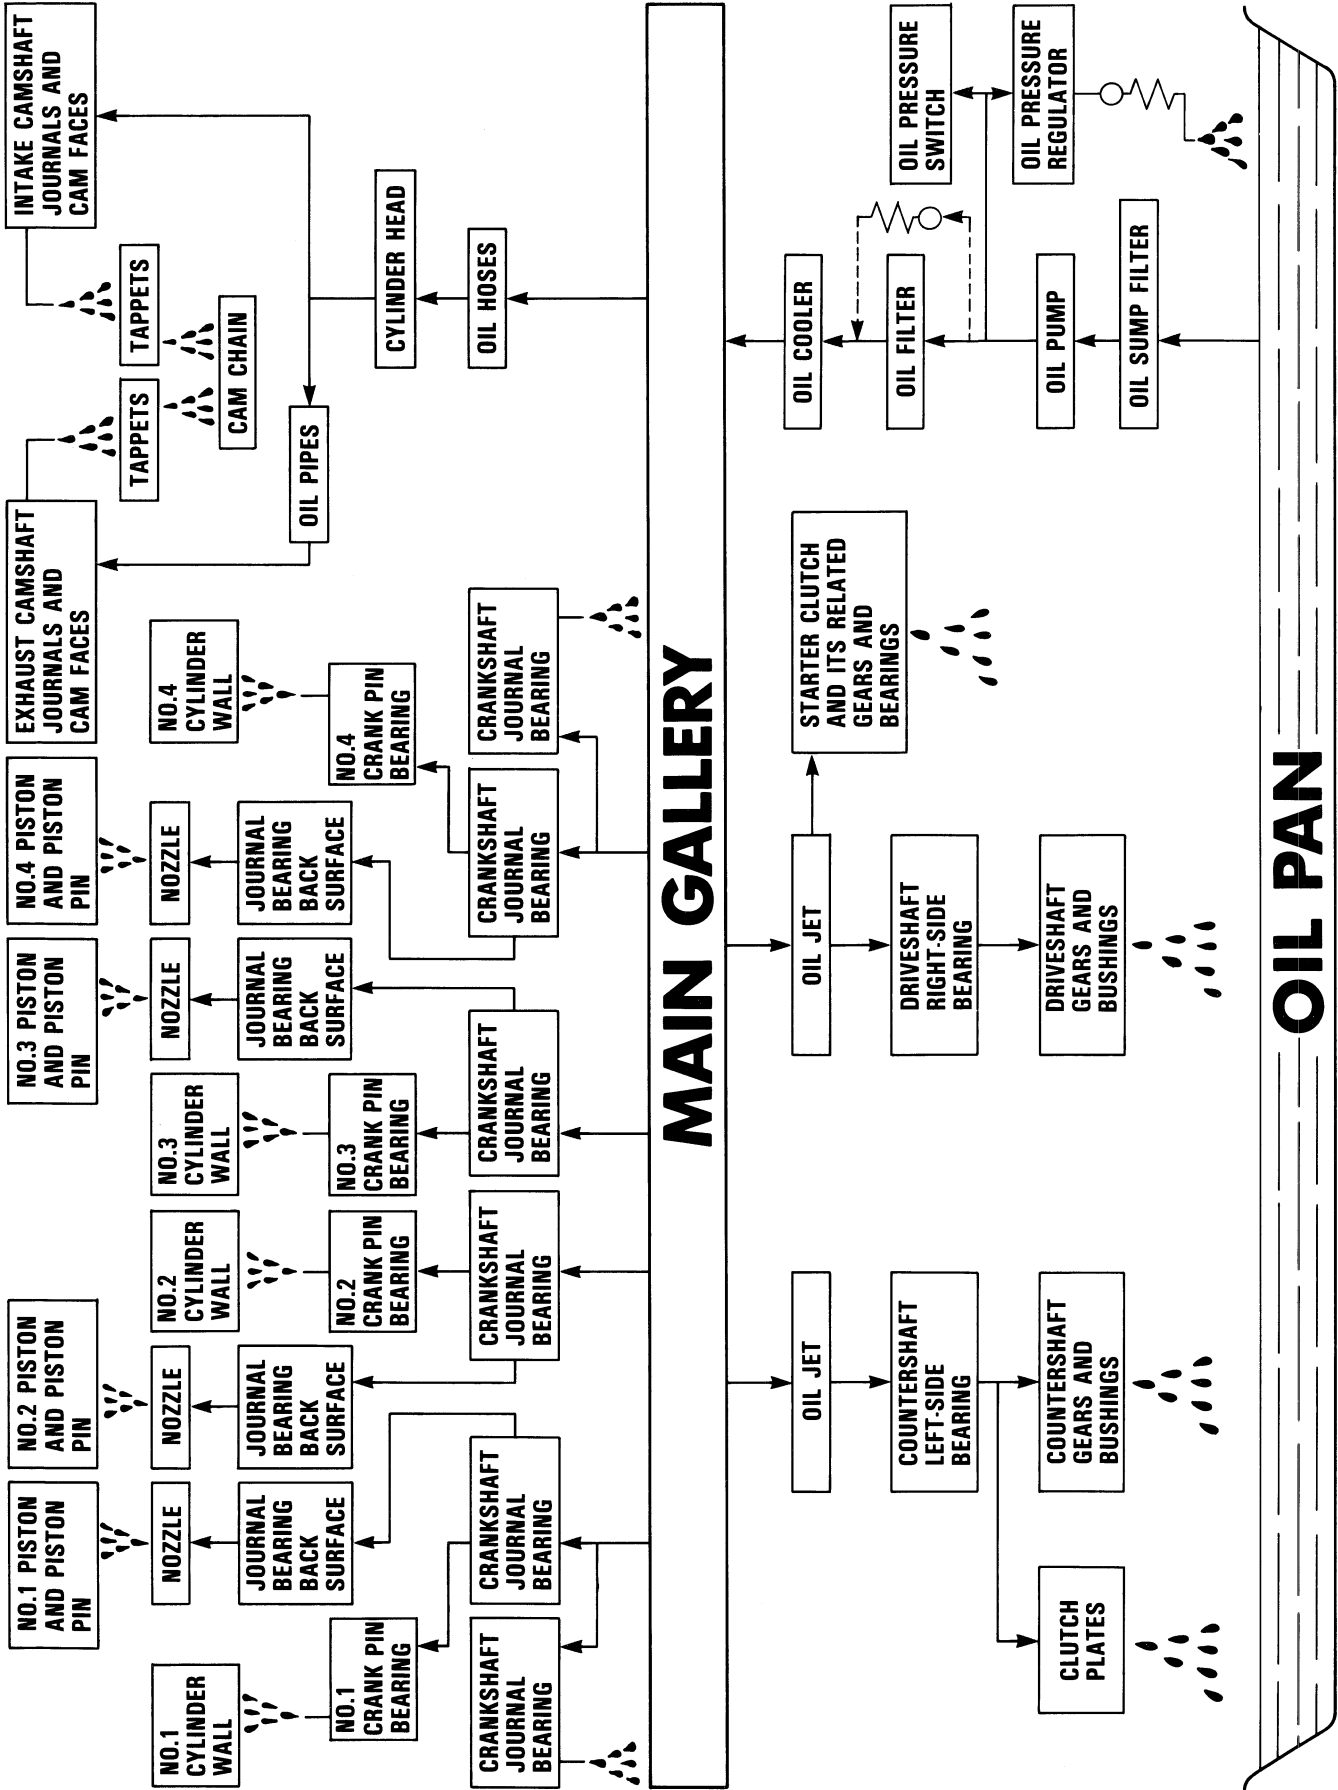 NO.1 PISTON
AND PISTON
PIN
NO.2 PISTON
AND PISTON
PIN
NO.3 PISTON
AND PISTON
PIN
NO.4 PISTON
AND PISTON
PIN
EXHAUST CAMSHAFT
JOURNALS AND
CAM FACES
INTAKE CAMSHAFT
JOURNALS AND
CAM FACES
TAPPETS
TAPPETS
NO.1
CYLINDER
WALL
NOZZLE
NOZZLE
NO.2
CYLINDER
WALL
NO.3
CYLINDER
WALL
NOZZLE
NOZZLE
NO.4
CYLINDER
WALL
CAM CHAIN
JOURNAL
BEARING
BACK
SURFACE
JOURNAL
BEARING
BACK
SURFACE
JOURNAL
BEARING
BACK
SURFACE
JOURNAL
BEARING
BACK
SURFACE
OIL PIPES
NO.1
CRANK PIN
BEARING
NO.2
CRANK PIN
BEARING
NO.3
CRANK PIN
BEARING
NO.4
CRANK PIN
BEARING
CYLINDER HEAD
CRANKSHAFT
JOURNAL
BEARING
CRANKSHAFT
JOURNAL
BEARING
CRANKSHAFT
JOURNAL
BEARING
CRANKSHAFT
JOURNAL
BEARING
CRANKSHAFT
JOURNAL
BEARING
CRANKSHAFT
JOURNAL
BEARING
OIL HOSES
MAIN GALLERY
OIL JET
OIL JET
STARTER CLUTCH
AND ITS RELATED
GEARS AND
BEARINGS
OIL COOLER
COUNTERSHAFT
LEFT-SIDE
BEARING
DRIVESHAFT
RIGHT-SIDE
BEARING
OIL FILTER
OIL PRESSURE
SWITCH
CLUTCH
PLATES
COUNTERSHAFT
GEARS AND
BUSHINGS
DRIVESHAFT
GEARS AND
BUSHINGS
OIL PUMP
OIL PRESSURE
REGULATOR
OIL SUMP FILTER
OIL PAN